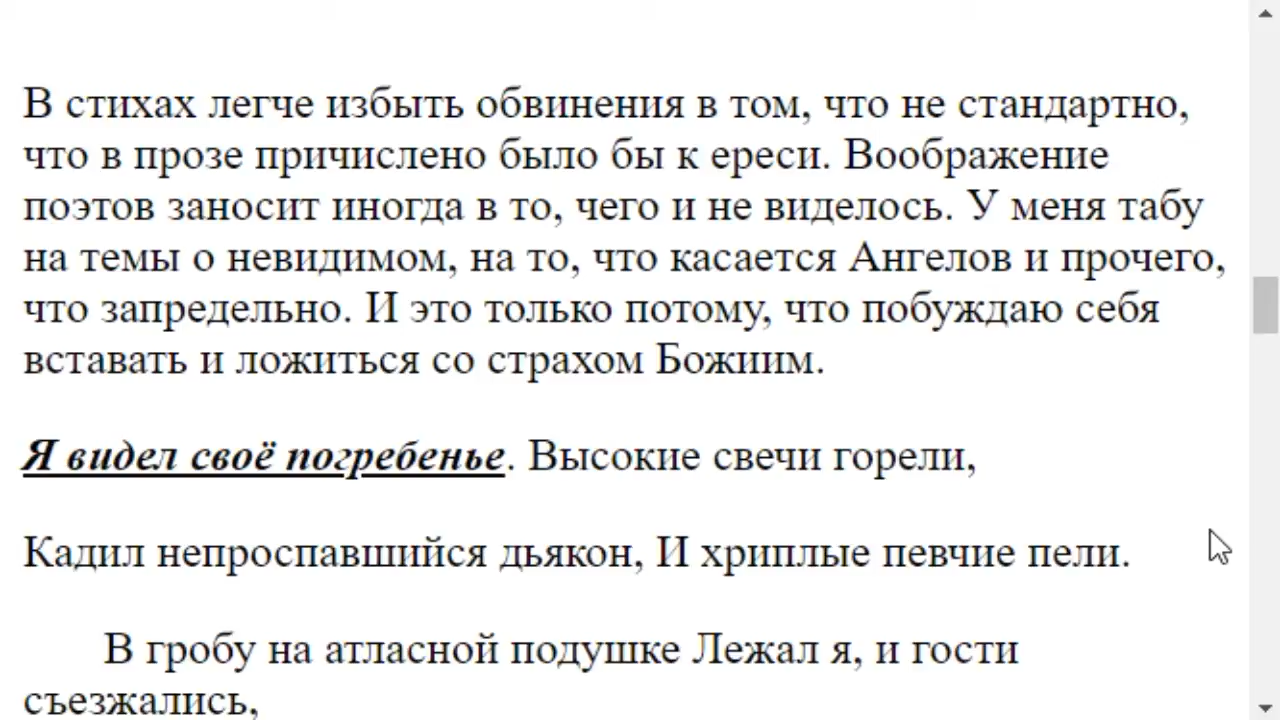 В стихах легче избыть обвинения в том, что не стандартно,
что в прозе причислено было бы к ереси. Воображение
поэтов заносит иногда в то, чего и не виделось. У меня табу
на темы о невидимом, на то, что касается Ангелов и прочего,
что запредельно. И это только потому, что побуждаю себя
вставать и ложиться со страхом Божиим.
Я видел своё погребенье. Высокие свечи горели,
Кадил непроспавшийся дьякон, И хриплые певчие пели.
В гробу на атласной подушке Лежал я, и гости
съезжались,